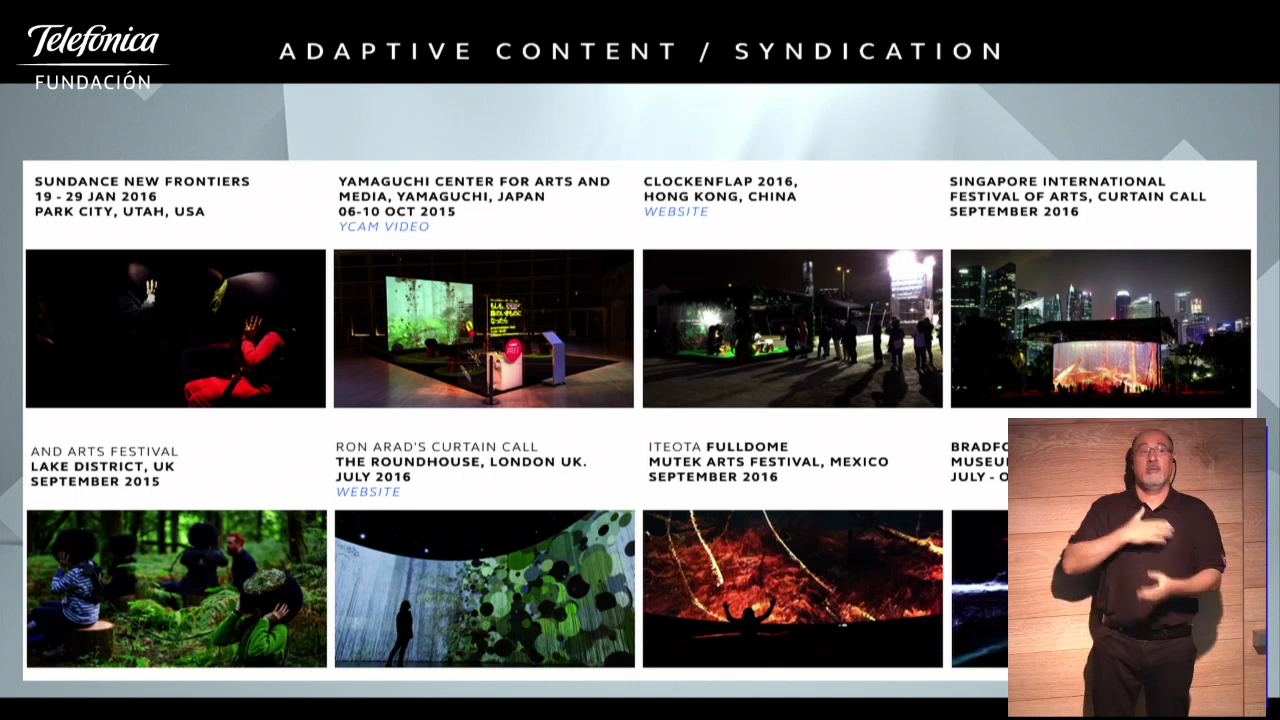 Telefónica
FUNDACIÓN
ADAPTIVE CONTENT / SYNDICATION
SUNDANCE NEW FRONTIERS
19 - 29 JAN 2016
PARK CITY, UTAH, USA
YAMAGUCHI CENTER FOR ARTS AND
MEDIA, YAMAGUCHI, JAPAN
06-10 OCT 2015
YCAM VIDEO
CLOCKENFLAP 2016,
HONG KONG, CHINA
WEBSITE
SINGAPORE INTERNATIONAL
FESTIVAL OF ARTS, CURTAIN CALL
SEPTEMBER 2016
FREE
AND ARTS FESTIVAL
LAKE DISTRICT, UK
SEPTEMBER 2015
RON ARAD'S CURTAIN CALL
THE ROUNDHOUSE, LONDON UK.
JULY 2016
WEBSITE
ITEOTA FULLDOME
MUTEK ARTS FESTIVAL, MEXICO
SEPTEMBER 2016
BRADFO
MUSEU
JULY - O